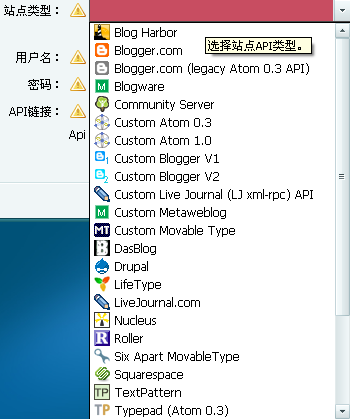 站点类型：
Blog Harbor
Blogger.com
选择站点API类型。
用户名：
Blogger.com (legacy Atom 0.3 API)
密码：
Blogware
Community Server
API链接：
Custom Atom 0.3
Api
Custom Atom 1.0
Custom Blogger V1
Custom Blogger V2
Custom Live Journal (LJ xml-rpc) API
Custom Metaweblog
Custom Movable Type
DasBlog
Drupal
LifeType
LiveJournal.com
Nucleus
Roller
Six Apart MovableType
Squarespace
TextPattern
Typepad (Atom 0.3)